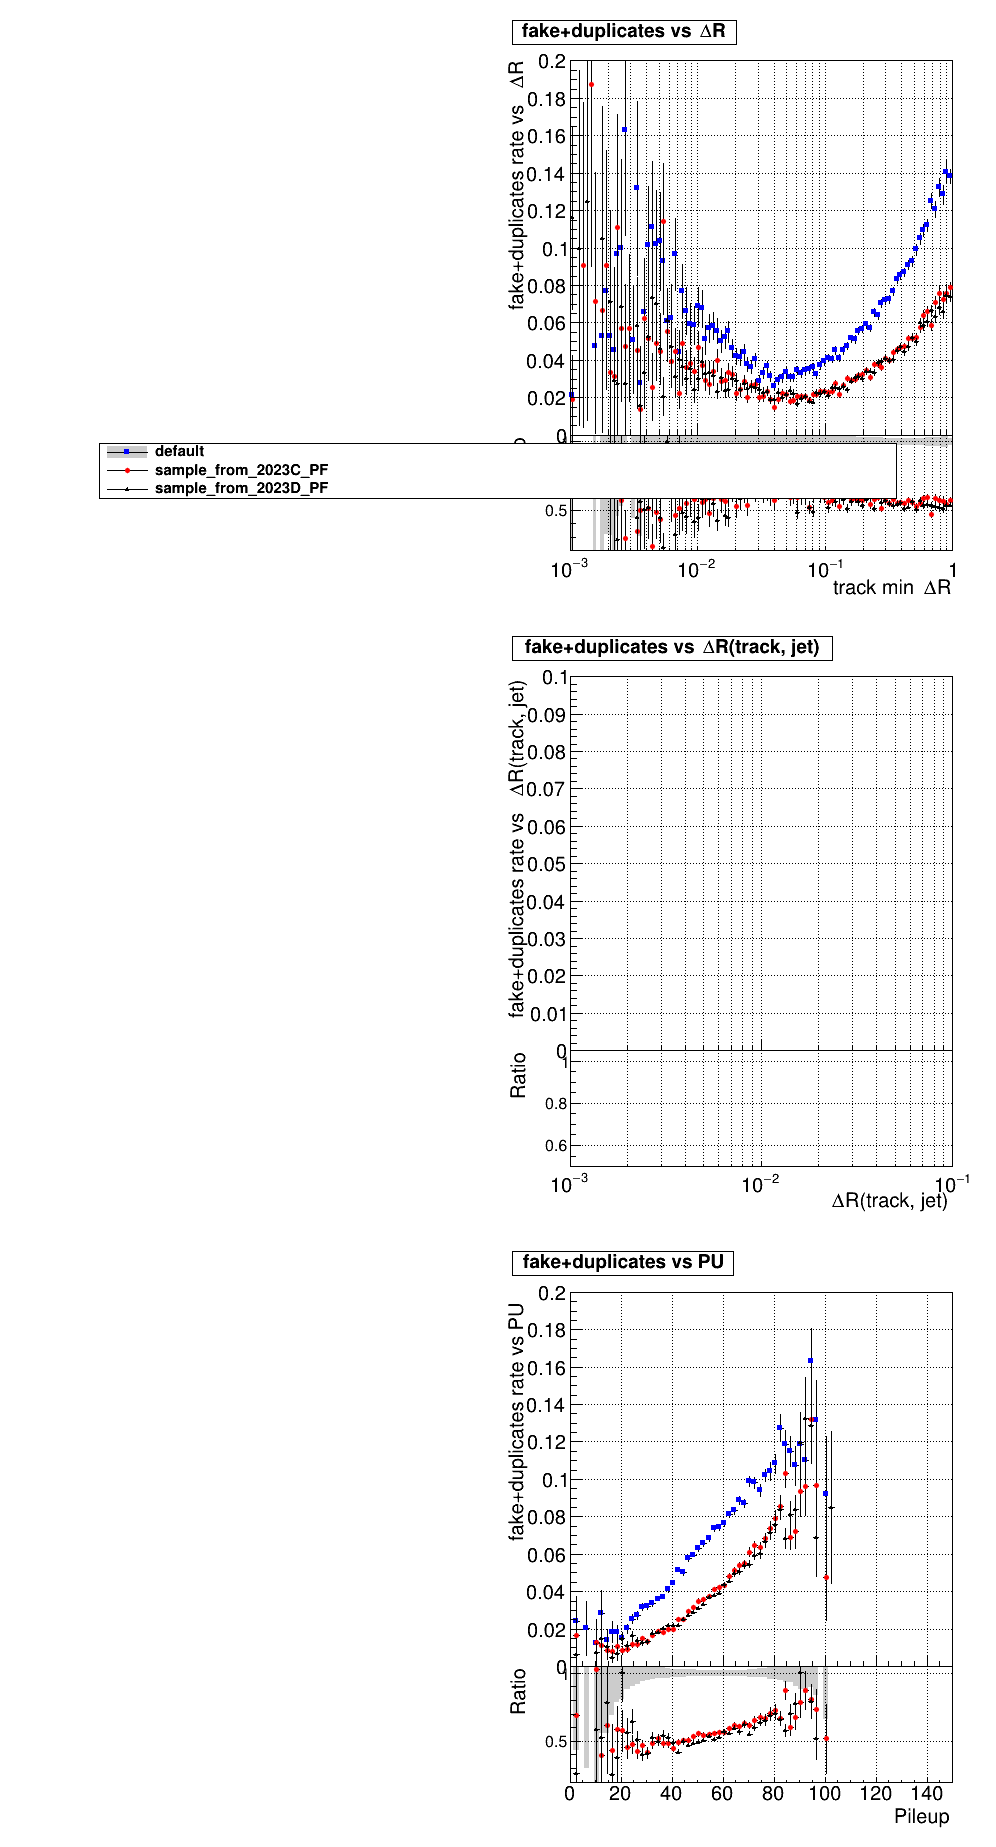 fake+duplicates vs ΔR
fake+duplicates rate vs ΔR
0.2
0.18
0.16
0.14
0.12
0.1
0.08
0.06
0.04
0.02
0
default
sample_from_2023C_PF
sample_from_2023D_PF
0.5
10⁻³ 10⁻² 10⁻¹ 1
track min ΔR
fake+duplicates vs ΔR(track, jet)
fake+duplicates rate vs ΔR(track, jet)
0.1
0.09
0.08
0.07
0.06
0.05
0.04
0.03
0.02
0.01
0
Ratio
1
0.8
0.6
10⁻³ 10⁻² 10⁻¹
ΔR(track, jet)
fake+duplicates vs PU
fake+duplicates rate vs PU
0.2
0.18
0.16
0.14
0.12
0.1
0.08
0.06
0.04
0.02
0
Ratio
1
0.5
0 20 40 60 80 100 120 140
Pileup